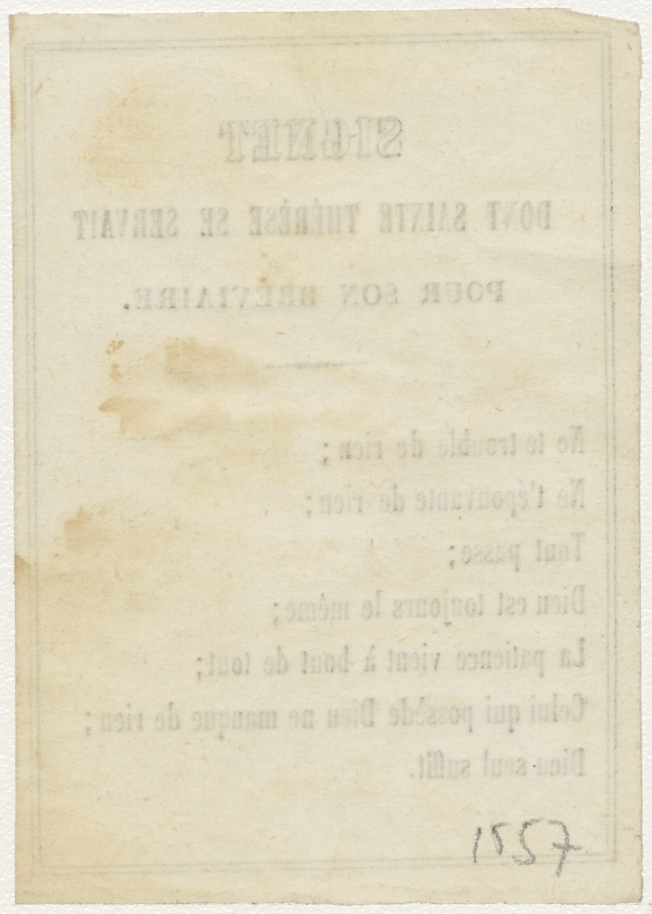 SIGNET
DONT SAINTE THÉRÈSE SE SERVAIT
POUR SON BRÉVIAIRE.
Ne te trouble de rien ;
Ne t'épouvante de rien ;
Tout passe ;
Dieu est toujours le même ;
La patience vient à bout de tout ;
Celui qui possède Dieu ne manque de rien ;
Dieu seul suffit.
1557